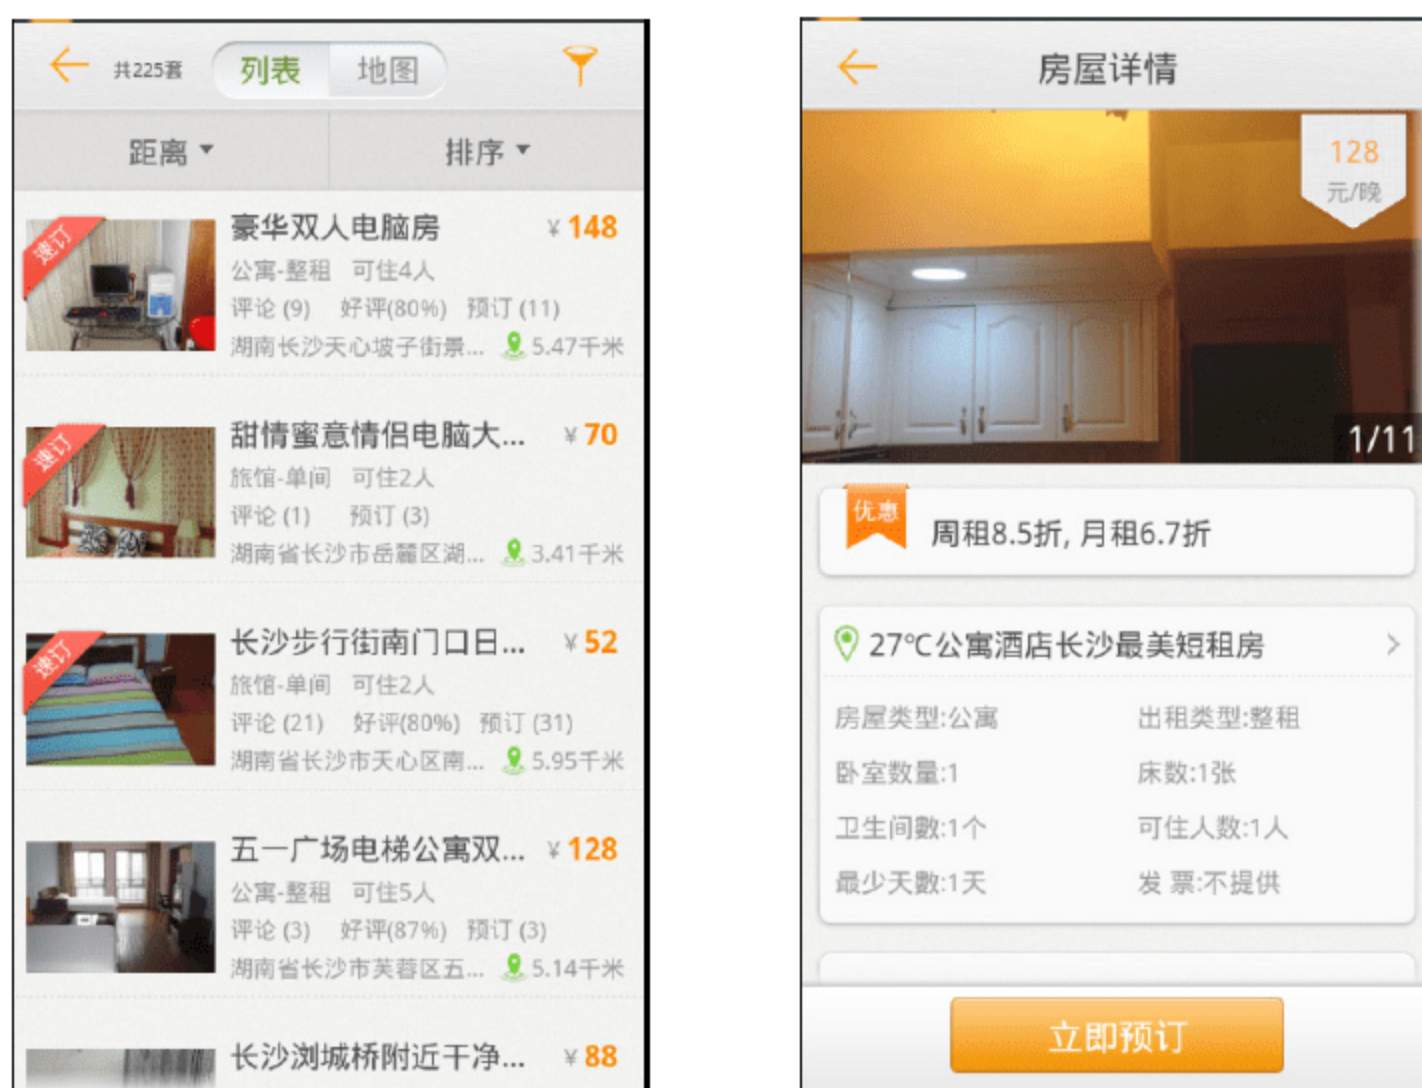 共225套
列表
地图
距离
排序
速订
豪华双人电脑房
¥ 148
公寓-整租 可住4人
评论 (9) 好评(80%) 预订 (11)
湖南长沙天心坡子街景... 5.47千米
速订
甜情蜜意情侣电脑大...
¥ 70
旅馆-单间 可住2人
评论 (1) 预订 (3)
湖南省长沙市岳麓区湖... 3.41千米
速订
长沙步行街南门口日...
¥ 52
旅馆-单间 可住2人
评论 (21) 好评(80%) 预订 (31)
湖南省长沙市天心区南... 5.95千米
五一广场电梯公寓双...
¥ 128
公寓-整租 可住5人
评论 (3) 好评(87%) 预订 (3)
湖南省长沙市芙蓉区五... 5.14千米
长沙浏城桥附近干净...
¥ 88
房屋详情
128
元/晚
1/11
优惠
周租8.5折, 月租6.7折
27℃公寓酒店长沙最美短租房
房屋类型:公寓 出租类型:整租
卧室数量:1 床数:1张
卫生间數:1个 可住人数:1人
最少天數:1天 发 票:不提供
立即预订